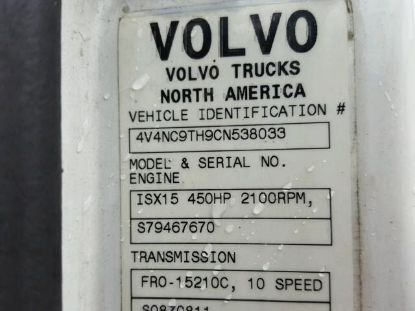 VOLVO
VOLVO TRUCKS
NORTH AMERICA
VEHICLE IDENTIFICATION #
4V4NC9TH9CN538033
MODEL & SERIAL NO.
ENGINE
ISX15 450HP 2100RPM,
S79467670
TRANSMISSION
FRO-15210C, 10 SPEED
S0830811